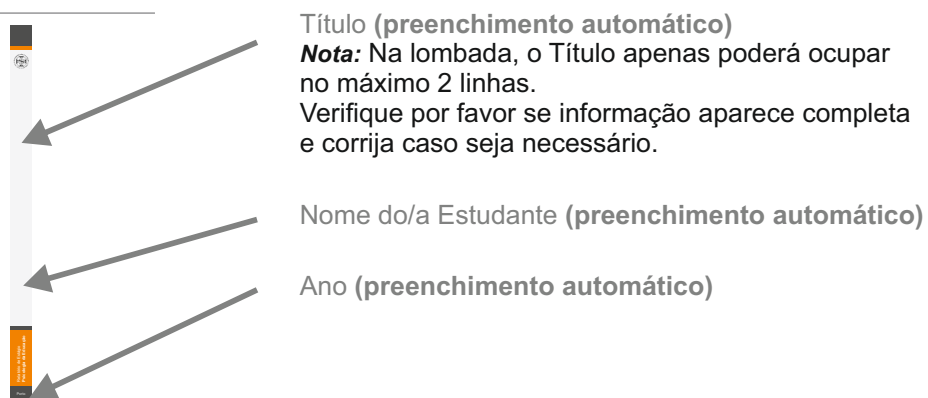 Título (preenchimento automático)
Nota: Na lombada, o Título apenas poderá ocupar
no máximo 2 linhas.
Verifique por favor se informação aparece completa
e corrija caso seja necessário.
Nome do/a Estudante (preenchimento automático)
Ano (preenchimento automático)